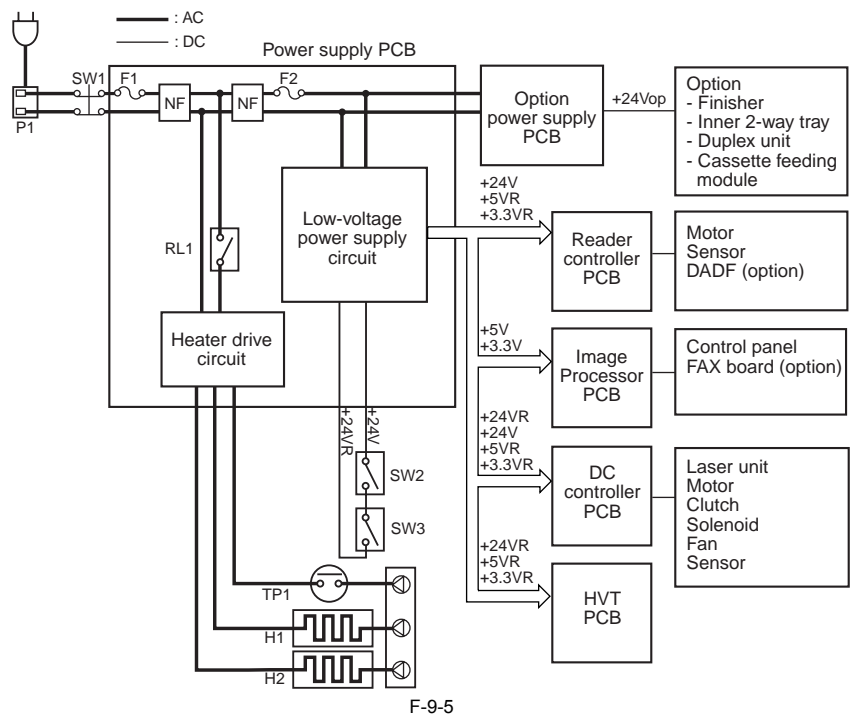 : AC
: DC
Power supply PCB
P1
SW1
F1
NF
NF
F2
Option
power supply
PCB
+24Vop
Option
- Finisher
- Inner 2-way tray
- Duplex unit
- Cassette feeding
module
RL1
Low-voltage
power supply
circuit
+24V
+5VR
+3.3VR
Reader
controller
PCB
Motor
Sensor
DADF (option)
Heater drive
circuit
+5V
+3.3V
Image
Processor
PCB
Control panel
FAX board (option)
+24VR
+24V
SW2
SW3
+24VR
+24V
+5VR
+3.3VR
DC
controller
PCB
Laser unit
Motor
Clutch
Solenoid
Fan
Sensor
+24VR
+5VR
+3.3VR
HVT
PCB
TP1
H1
H2
F-9-5